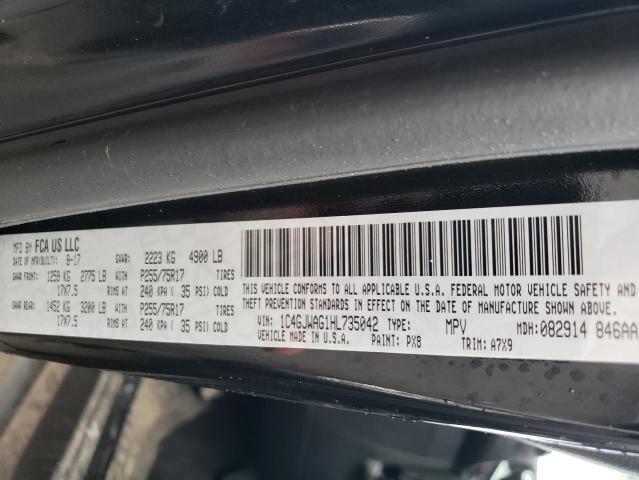 MFD BY FCA US LLC
DATE OF MFR(BUILT): 8-17 GVWR: 2223 KG 4900 LB
GAWR FRONT: 1259 KG 2775 LB WITH P255/75R17 TIRES
17X7.5 RIMS AT 240 KPA ( 35 PSI) COLD
GAWR REAR: 1452 KG 3200 LB WITH P255/75R17 TIRES
17X7.5 RIMS AT 240 KPA ( 35 PSI) COLD
THIS VEHICLE CONFORMS TO ALL APPLICABLE U.S.A. FEDERAL MOTOR VEHICLE SAFETY AND
THEFT PREVENTION STANDARDS IN EFFECT ON THE DATE OF MANUFACTURE SHOWN ABOVE.
VIN: 1C4GJWAG1HL735042 TYPE: MPV MDH:082914 846AA
VEHICLE MADE IN U.S.A. PAINT: PX8 TRIM: A7X9